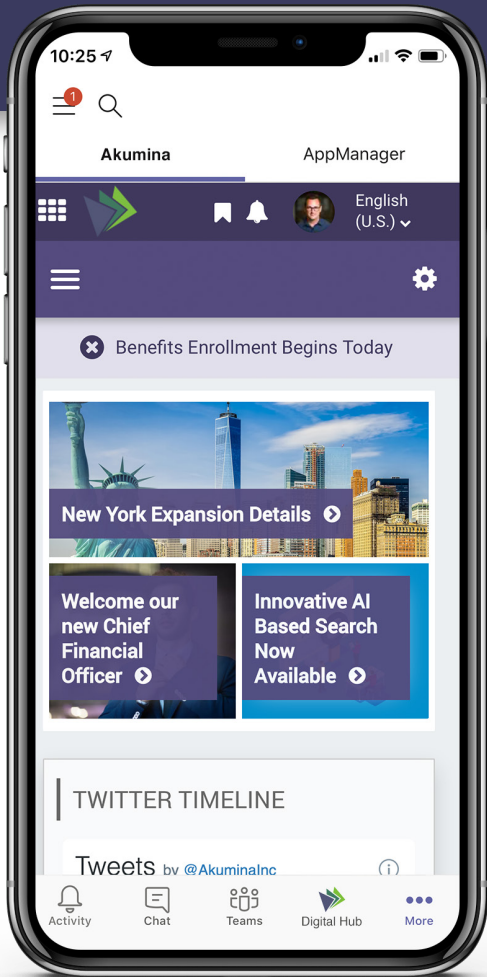 10:25
1
Akumina
AppManager
English
(U.S.)
Benefits Enrollment Begins Today
New York Expansion Details
Welcome our
new Chief
Financial
Officer
Innovative AI
Based Search
Now
Available
TWITTER TIMELINE
Tweets by @AkuminaInc
Activity
Chat
Teams
Digital Hub
More